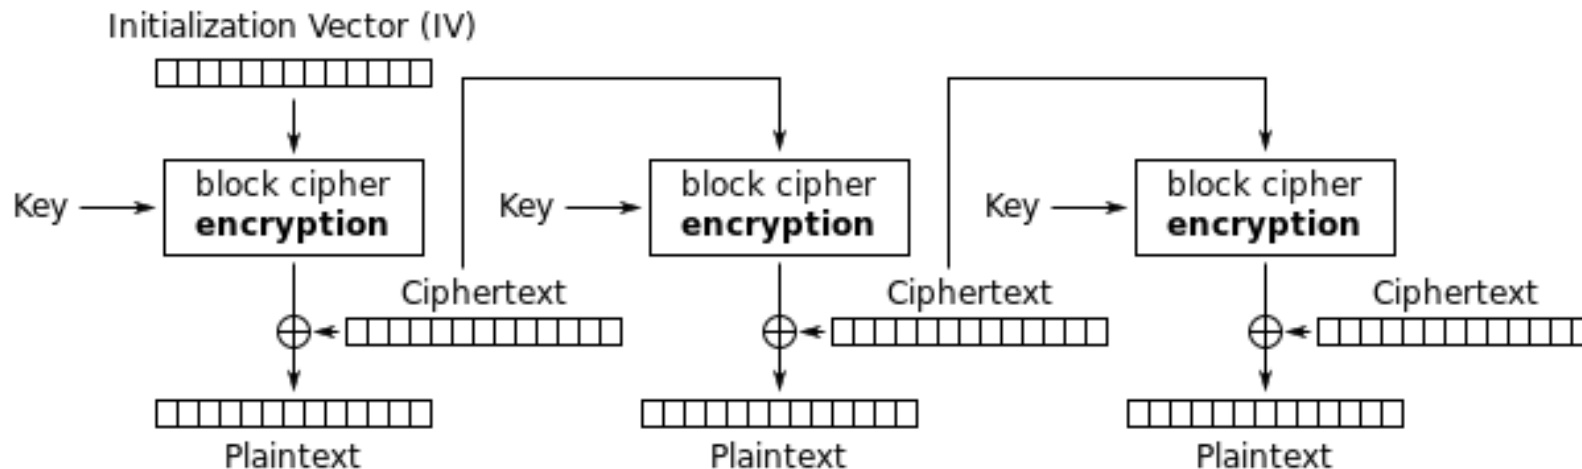 Initialization Vector (IV)
Key
block cipher
encryption
Ciphertext
Plaintext
Key
block cipher
encryption
Ciphertext
Plaintext
Key
block cipher
encryption
Ciphertext
Plaintext